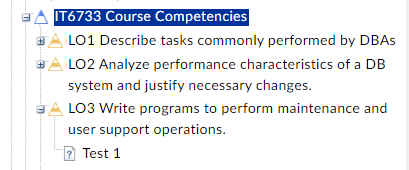 IT6733 Course Competencies
LO1 Describe tasks commonly performed by DBAs
LO2 Analyze performance characteristics of a DB
system and justify necessary changes.
LO3 Write programs to perform maintenance and
user support operations.
Test 1